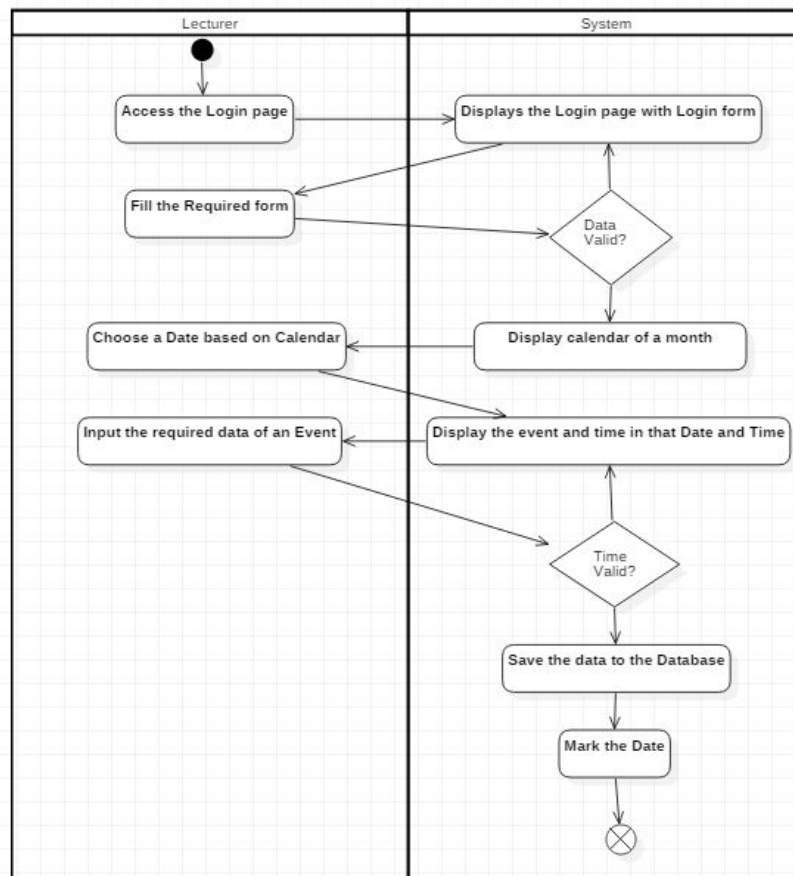 Lecturer
System
Access the Login page
Displays the Login page with Login form
Fill the Required form
Data
Valid?
Choose a Date based on Calendar
Display calendar of a month
Input the required data of an Event
Display the event and time in that Date and Time
Time
Valid?
Save the data to the Database
Mark the Date